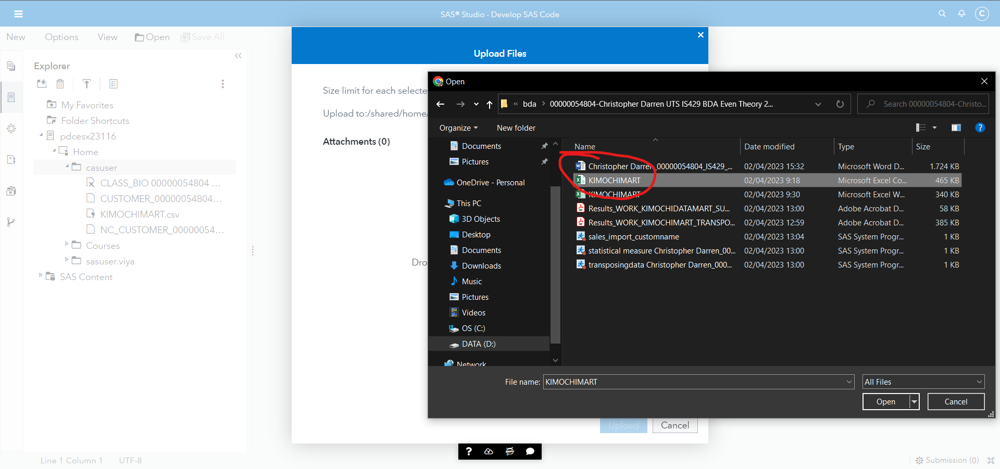 SAS® Studio - Develop SAS Code
C
New Options View Open Save All
Upload Files
Explorer
My Favorites
Folder Shortcuts
pdcesx23116
Home
casuser
CLASS_BIO 00000054804 ...
CUSTOMER_00000054804...
KIMOCHIMART.csv
NC_CUSTOMER_00000054...
Courses
sasuser.viya
SAS Content
Size limit for each selecte
Upload to:/shared/home/
Attachments (0)
Dro
Open
« bda > 00000054804-Christopher Darren UTS IS429 BDA Even Theory 2...
Search 00000054804-Christo...
Organize New folder
?
Documents
Pictures
OneDrive - Personal
This PC
3D Objects
Desktop
Documents
Downloads
Music
Pictures
Videos
OS (C:)
DATA (D:)
Network
Name Date modified Type Size
Christopher Darren_00000054804_IS429_... 02/04/2023 15:32 Microsoft Word D... 1.724 KB
KIMOCHIMART 02/04/2023 9:18 Microsoft Excel Co... 465 KB
KIMOCHIMART 02/04/2023 9:30 Microsoft Excel W... 340 KB
Results_WORK_KIMOCHIDATAMART_SU... 02/04/2023 13:00 Adobe Acrobat D... 58 KB
Results_WORK_KIMOCHIMART_TRANSPO... 02/04/2023 12:59 Adobe Acrobat D... 385 KB
sales_import_customname 02/04/2023 13:04 SAS System Progr... 1 KB
statistical measure Christopher Darren_00... 02/04/2023 13:00 SAS System Progr... 1 KB
transposingdata Christopher Darren_000... 02/04/2023 13:00 SAS System Progr... 1 KB
File name: KIMOCHIMART All Files
Open Cancel
Upload Cancel
?
Line 1 Column 1 UTF-8
Submission (0)